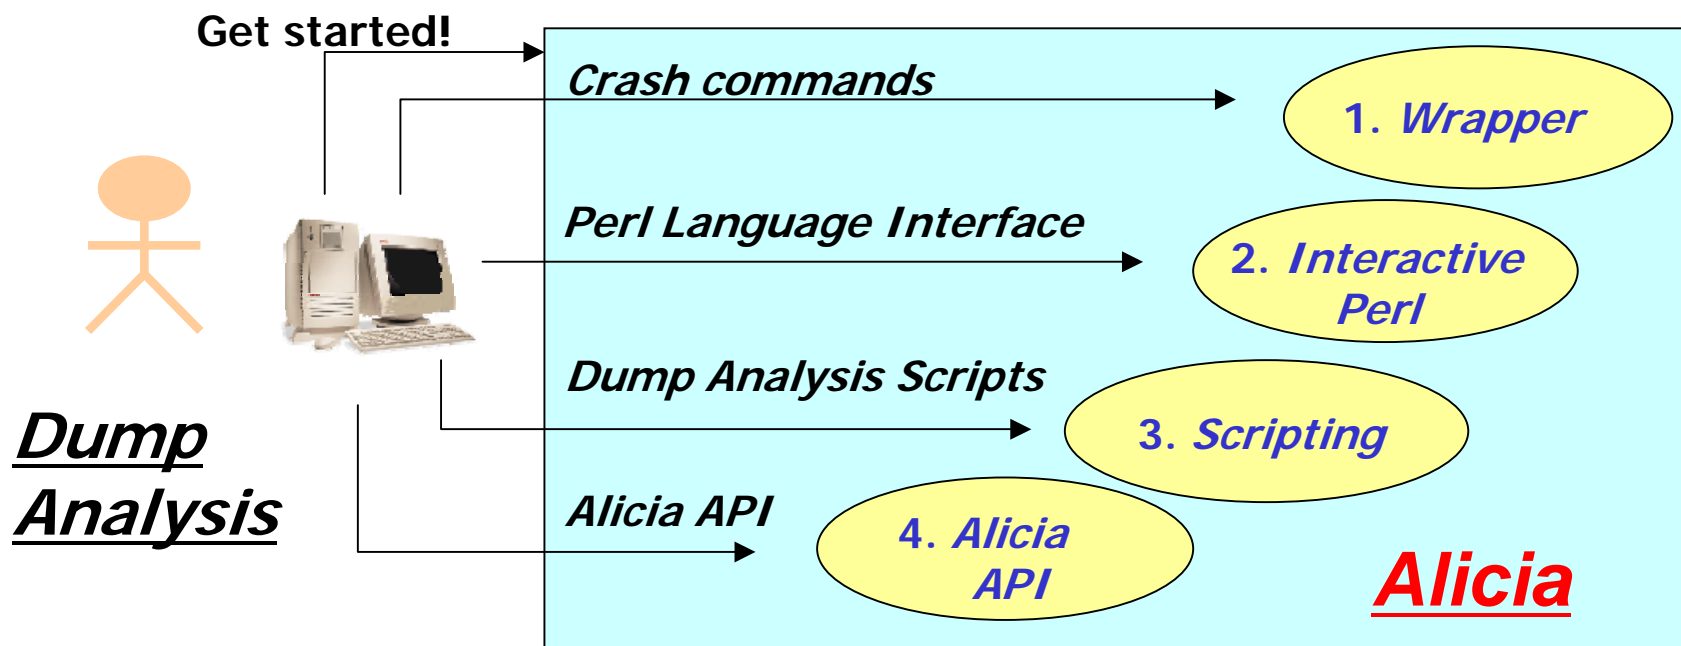 Get started!
Crash commands
1. Wrapper
Perl Language Interface
2. Interactive
Perl
Dump Analysis Scripts
3. Scripting
Dump
Analysis
Alicia API
4. Alicia
API
Alicia